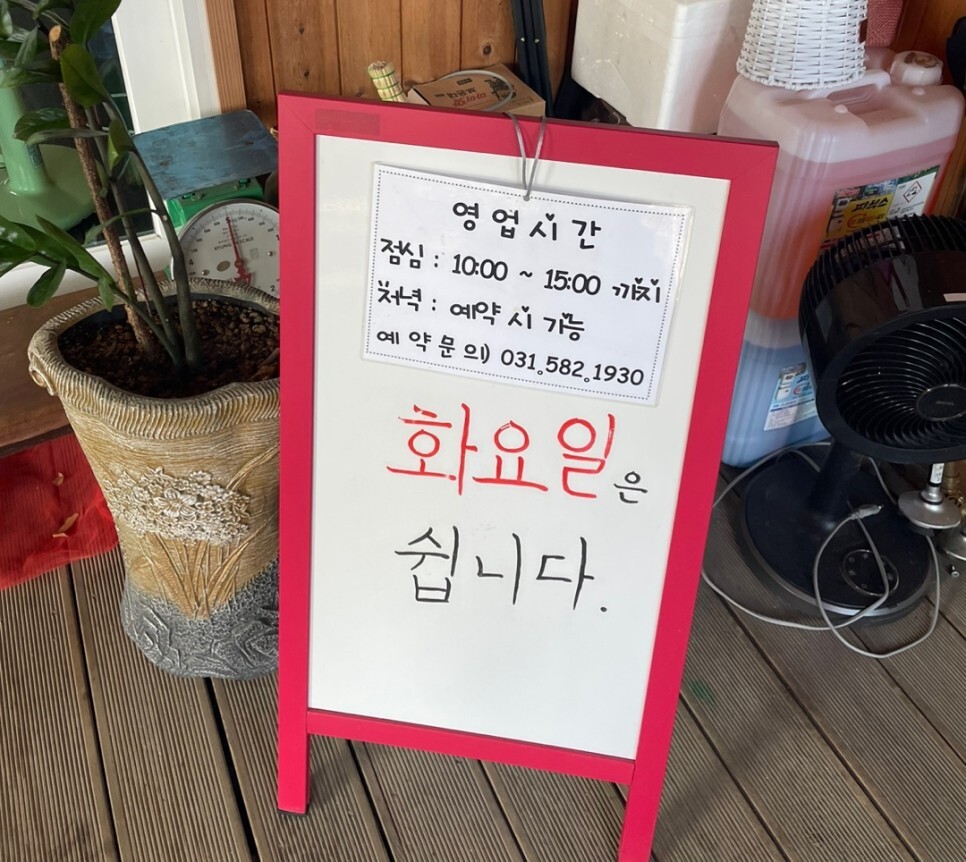 영업시간
점심 : 10:00 ~ 15:00 까지
저녁 : 예약 시 가능
예약문의) 031.582.1930
화요일은
쉽니다.